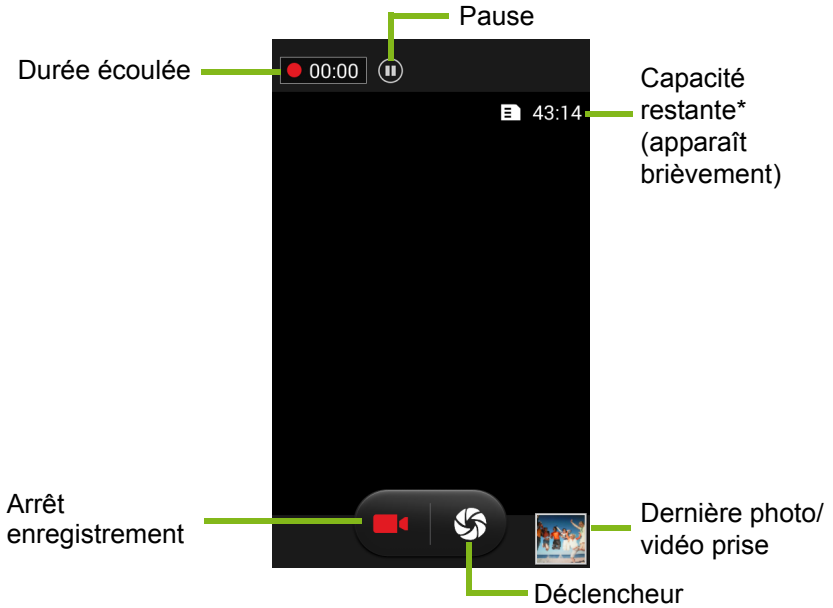 Pause
Durée écoulée
00:00
Capacité
restante*
(apparaît
brièvement)
43:14
Arrêt
enregistrement
Dernière photo/
vidéo prise
Déclencheur